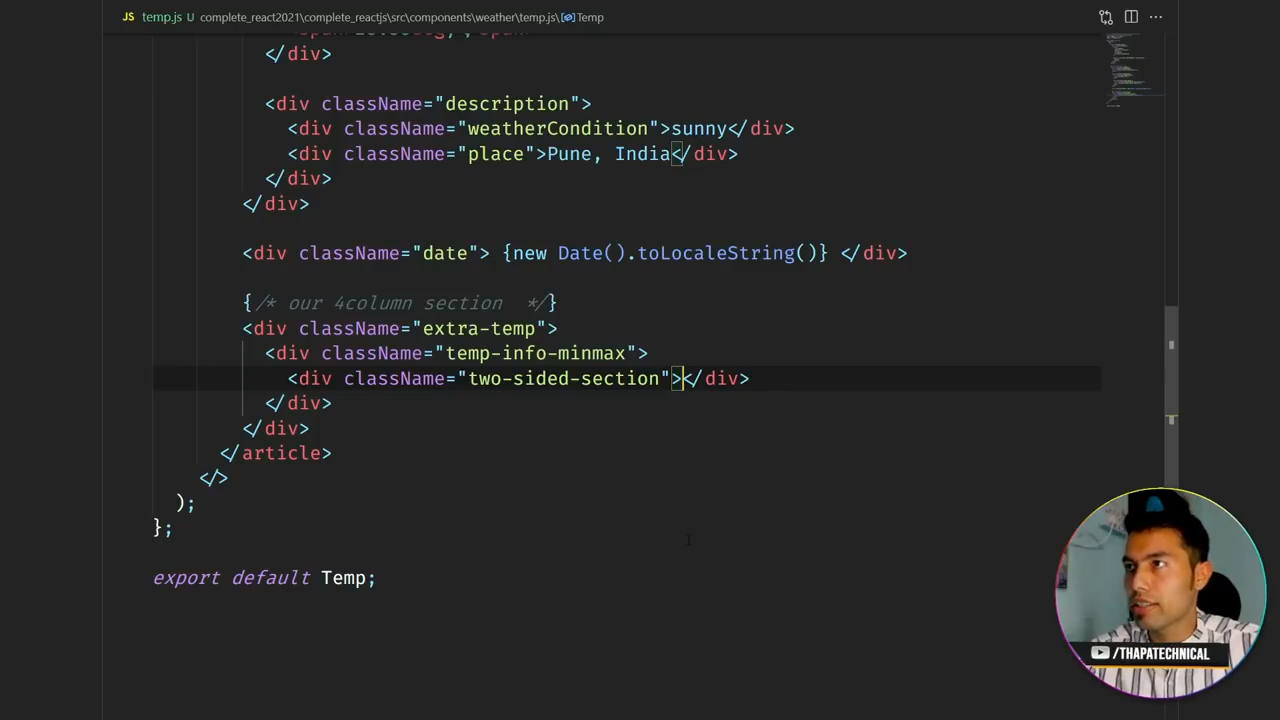 JS temp.js U complete_react2021\complete_reactjs\src\components\weather\temp.js\Temp
</div>
<div className="description">
<div className="weatherCondition">sunny</div>
<div className="place">Pune, India</div>
</div>
</div>
<div className="date"> {new Date().toLocaleString()} </div>
{/* our 4column section */}
<div className="extra-temp">
<div className="temp-info-minmax">
<div className="two-sided-section"></div>
</div>
</div>
</article>
</>
);
};
export default Temp;
/THAPATECHNICAL